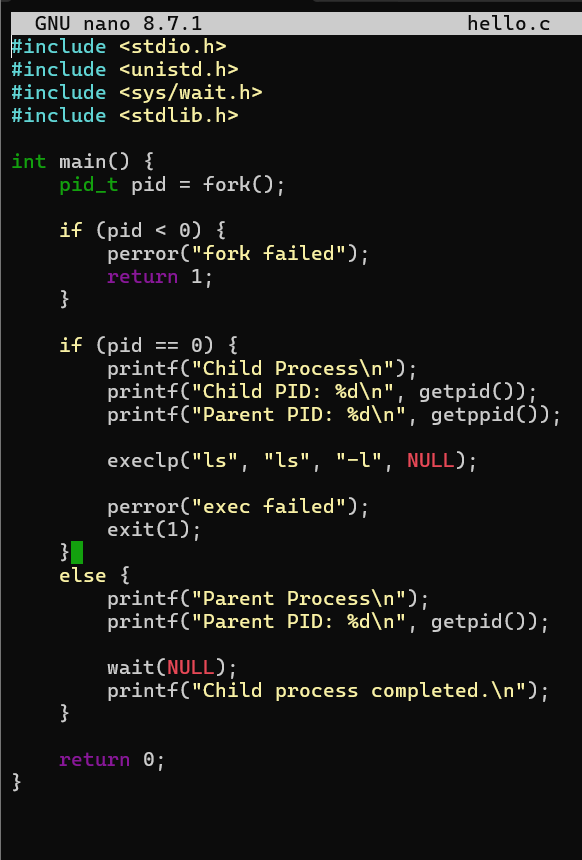 GNU nano 8.7.1 hello.c
#include <stdio.h>
#include <unistd.h>
#include <sys/wait.h>
#include <stdlib.h>

int main() {
    pid_t pid = fork();

    if (pid < 0) {
        perror("fork failed");
        return 1;
    }

    if (pid == 0) {
        printf("Child Process\n");
        printf("Child PID: %d\n", getpid());
        printf("Parent PID: %d\n", getppid());

        execlp("ls", "ls", "-l", NULL);

        perror("exec failed");
        exit(1);
    }
    else {
        printf("Parent Process\n");
        printf("Parent PID: %d\n", getpid());

        wait(NULL);
        printf("Child process completed.\n");
    }

    return 0;
}